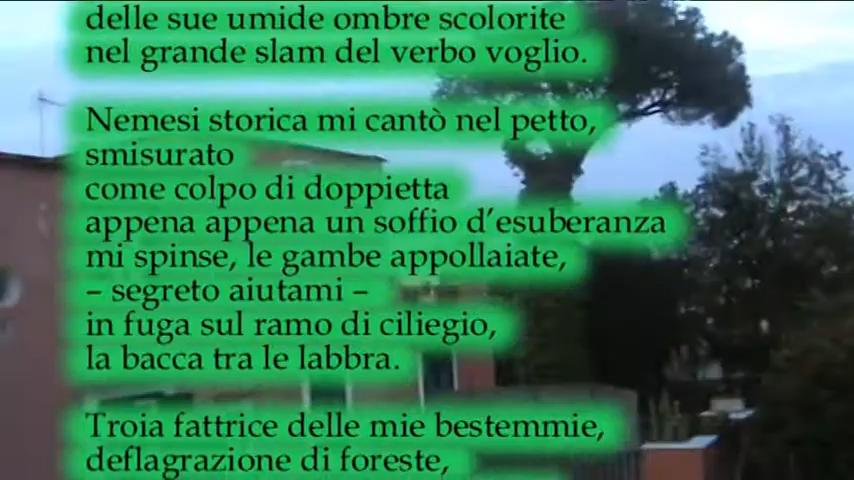 delle sue umide ombre scolorite
nel grande slam del verbo voglio.
Nemesi storica mi cantò nel petto,
smisurato
come colpo di doppietta
appena appena un soffio d'esuberanza
mi spinse, le gambe appollaiate,
– segreto aiutami –
in fuga sul ramo di ciliegio,
la bacca tra le labbra.
Troia fattrice delle mie bestemmie,
deflagrazione di foreste,